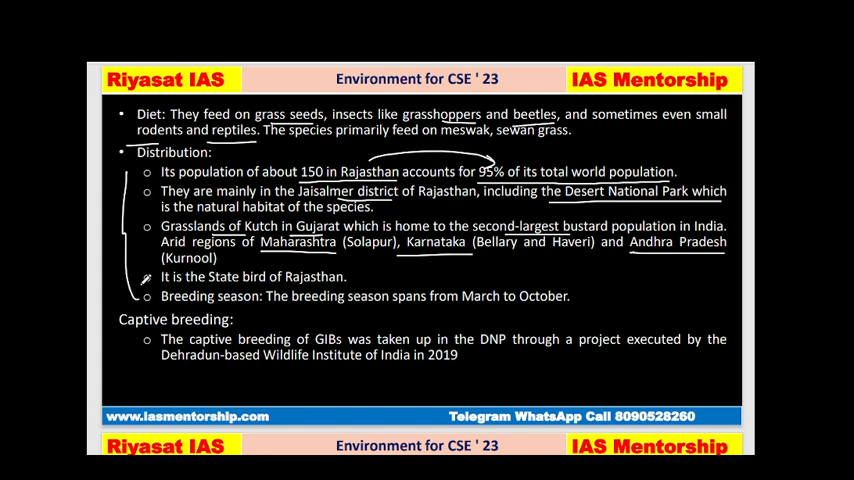 Riyasat IAS Environment for CSE ' 23 IAS Mentorship
• Diet: They feed on grass seeds, insects like grasshoppers and beetles, and sometimes even small
rodents and reptiles. The species primarily feed on meswak, sewan grass.
• Distribution:
o Its population of about 150 in Rajasthan accounts for 95% of its total world population.
o They are mainly in the Jaisalmer district of Rajasthan, including the Desert National Park which
is the natural habitat of the species.
o Grasslands of Kutch in Gujarat which is home to the second-largest bustard population in India.
Arid regions of Maharashtra (Solapur), Karnataka (Bellary and Haveri) and Andhra Pradesh
(Kurnool)
o It is the State bird of Rajasthan.
o Breeding season: The breeding season spans from March to October.
Captive breeding:
o The captive breeding of GIBs was taken up in the DNP through a project executed by the
Dehradun-based Wildlife Institute of India in 2019
www.iasmentorship.com Telegram WhatsApp Call 8090528260
Riyasat IAS Environment for CSE ' 23 IAS Mentorship